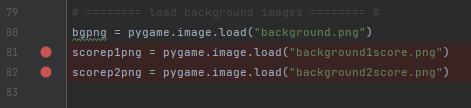 79 # ======== load background images ======== #
80 bgpng = pygame.image.load("background.png")
81 scorep1png = pygame.image.load("background1score.png")
82 scorep2png = pygame.image.load("background2score.png")
83